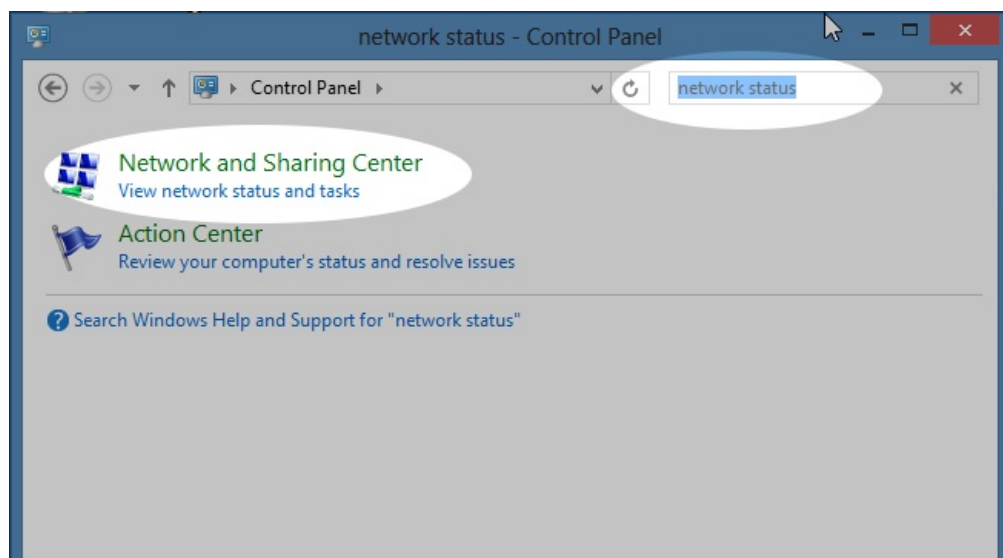 network status - Control Panel
Control Panel
network status
Network and Sharing Center
View network status and tasks
Action Center
Review your computer's status and resolve issues
Search Windows Help and Support for "network status"